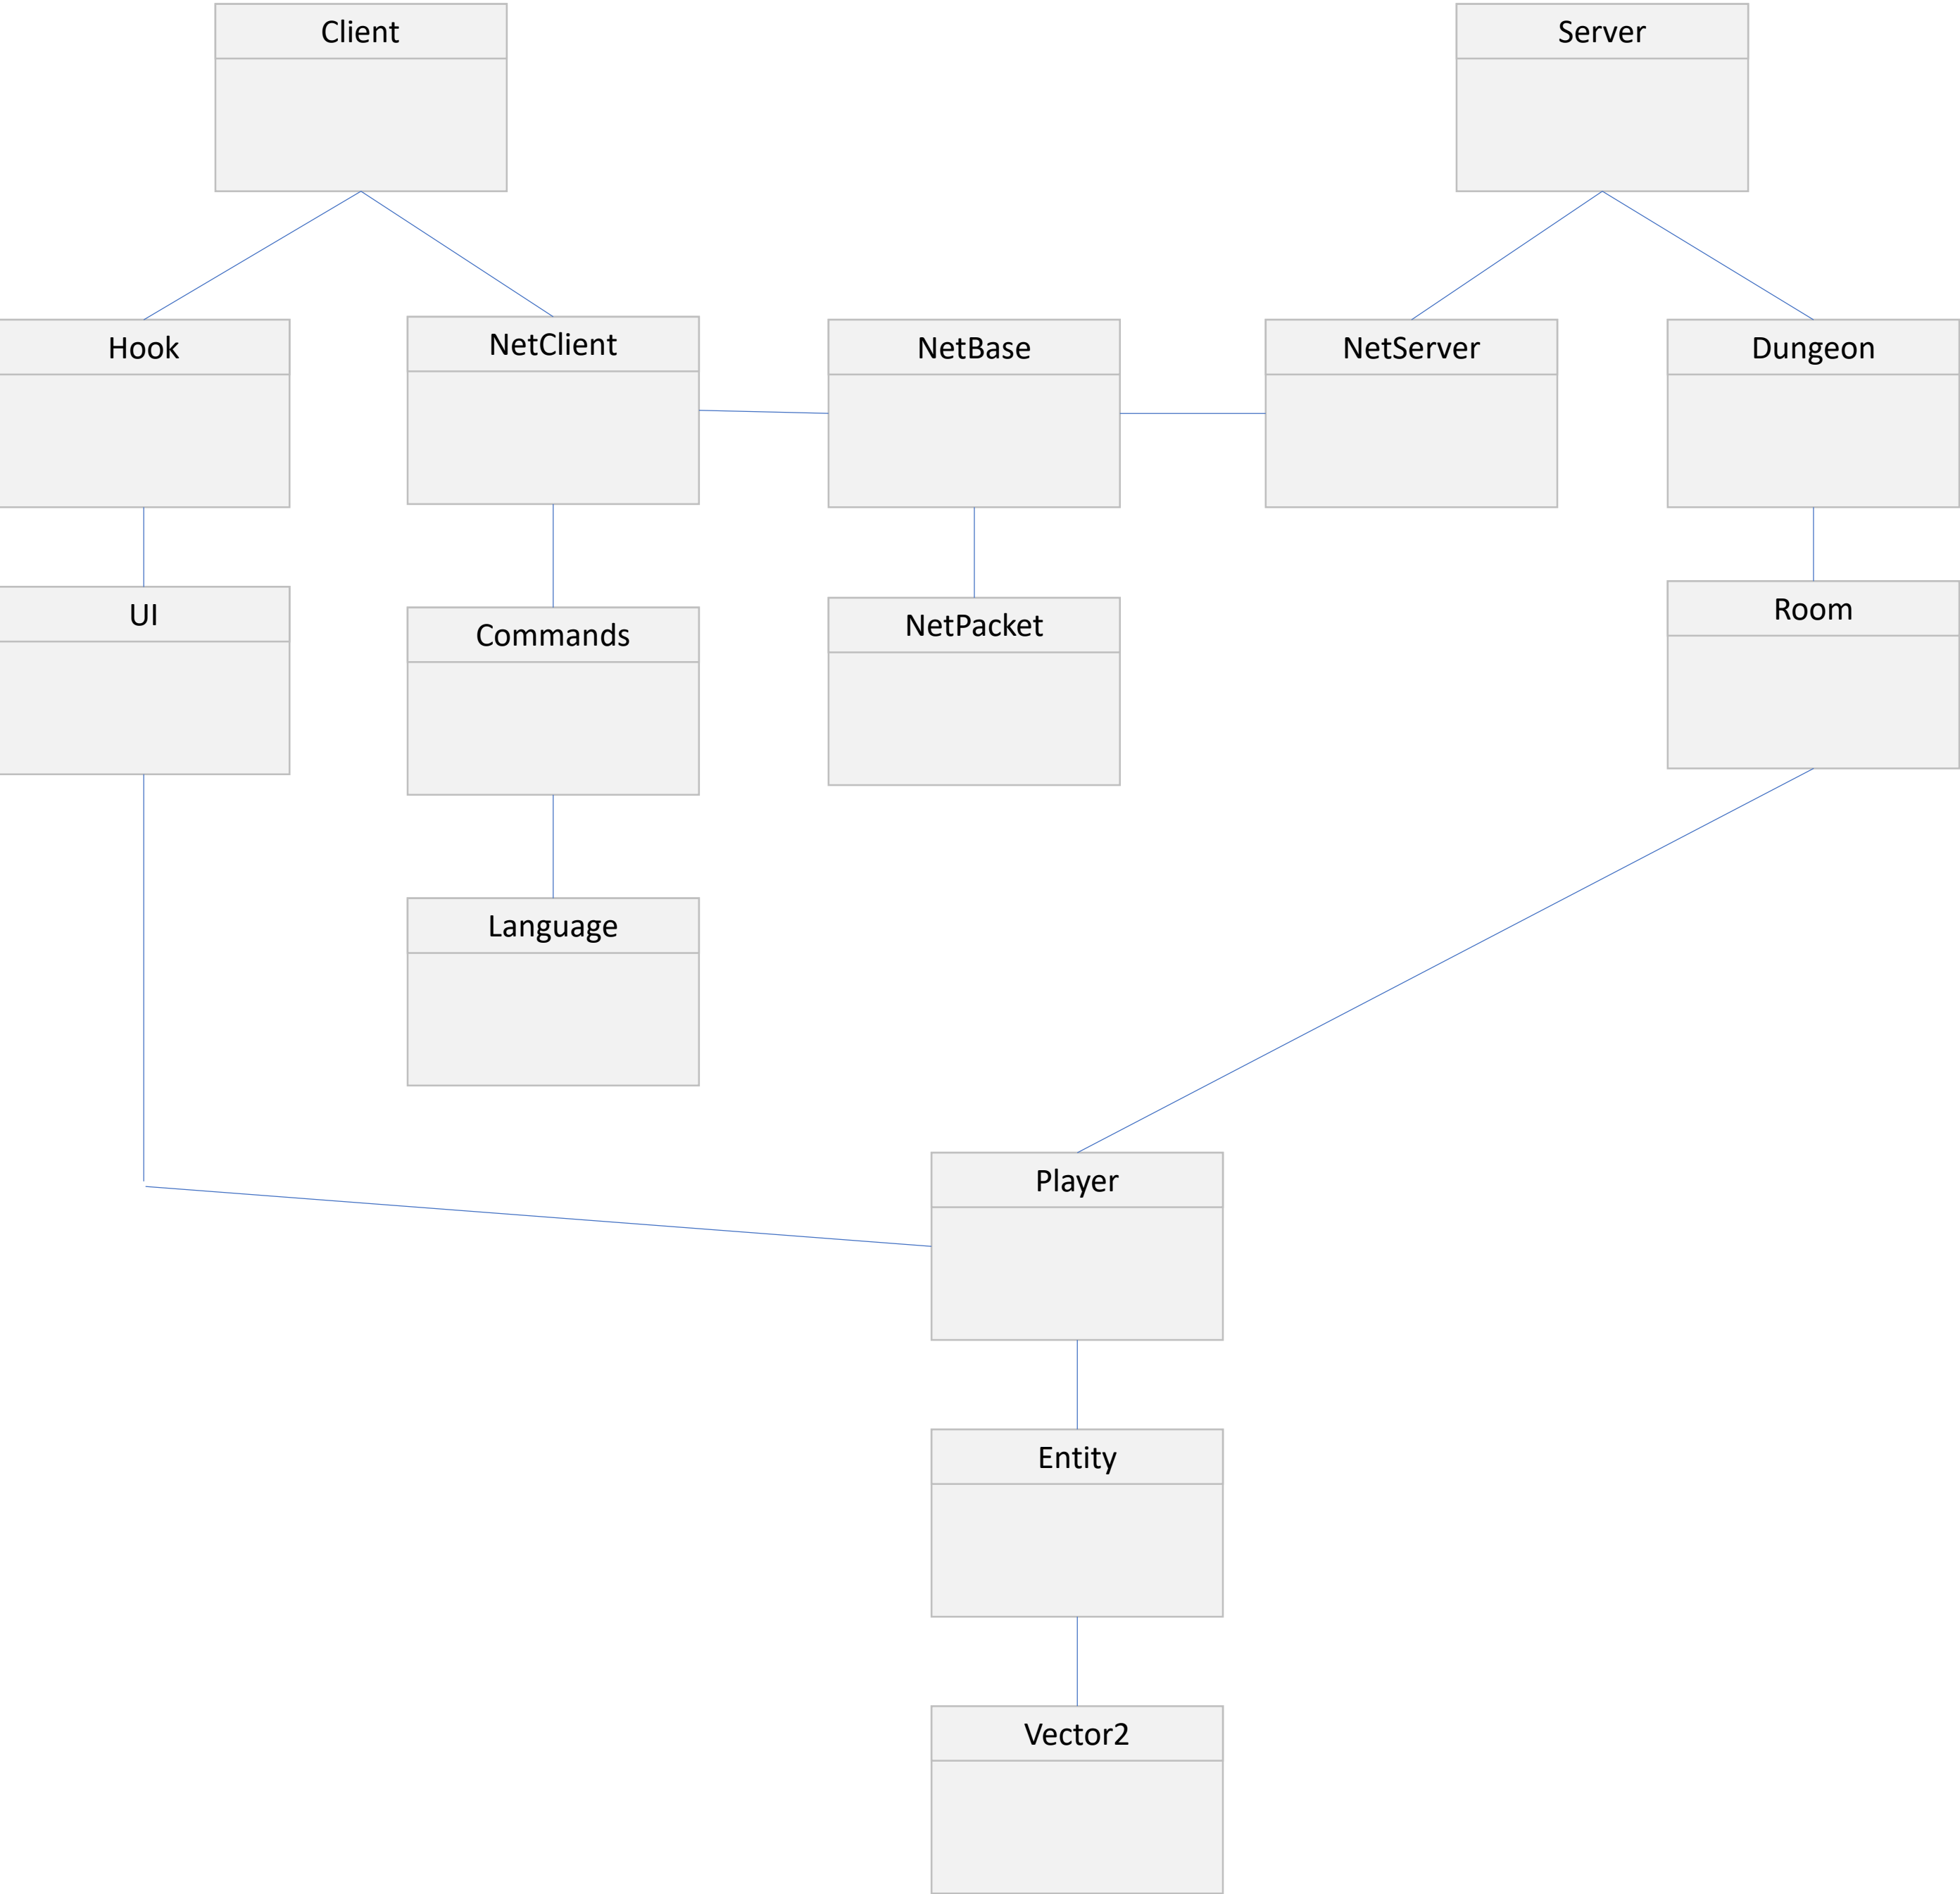 Client
Server
Hook
NetClient
NetBase
NetServer
Dungeon
UI
Commands
NetPacket
Room
Language
Player
Entity
Vector2